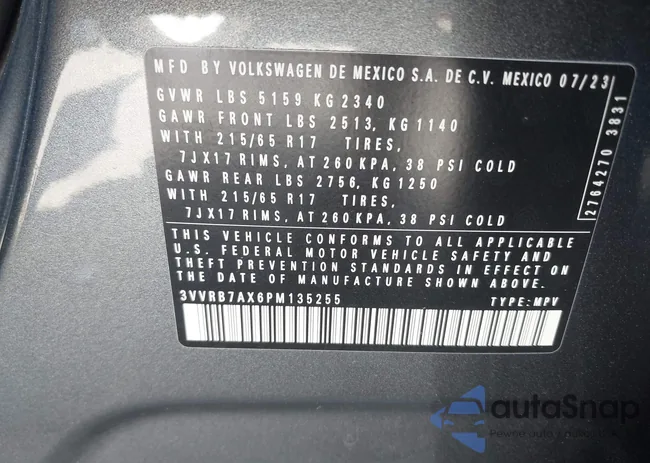 MFD BY VOLKSWAGEN DE MEXICO S.A. DE C.V. MEXICO 07/23
GVWR LBS 5159 KG 2340
GAWR FRONT LBS 2513, KG 1140
WITH 215/65 R17 TIRES,
7JX17 RIMS, AT 260 KPA, 38 PSI COLD
GAWR REAR LBS 2756, KG 1250
WITH 215/65 R17 TIRES,
7JX17 RIMS, AT 260 KPA, 38 PSI COLD
THIS VEHICLE CONFORMS TO ALL APPLICABLE
U.S. FEDERAL MOTOR VEHICLE SAFETY AND
THEFT PREVENTION STANDARDS IN EFFECT ON
THE DATE OF MANUFACTURE SHOWN ABOVE.
3VVRB7AX6PM135255 TYPE: MPV
2764270 3831
autaSnap
Pewne auta